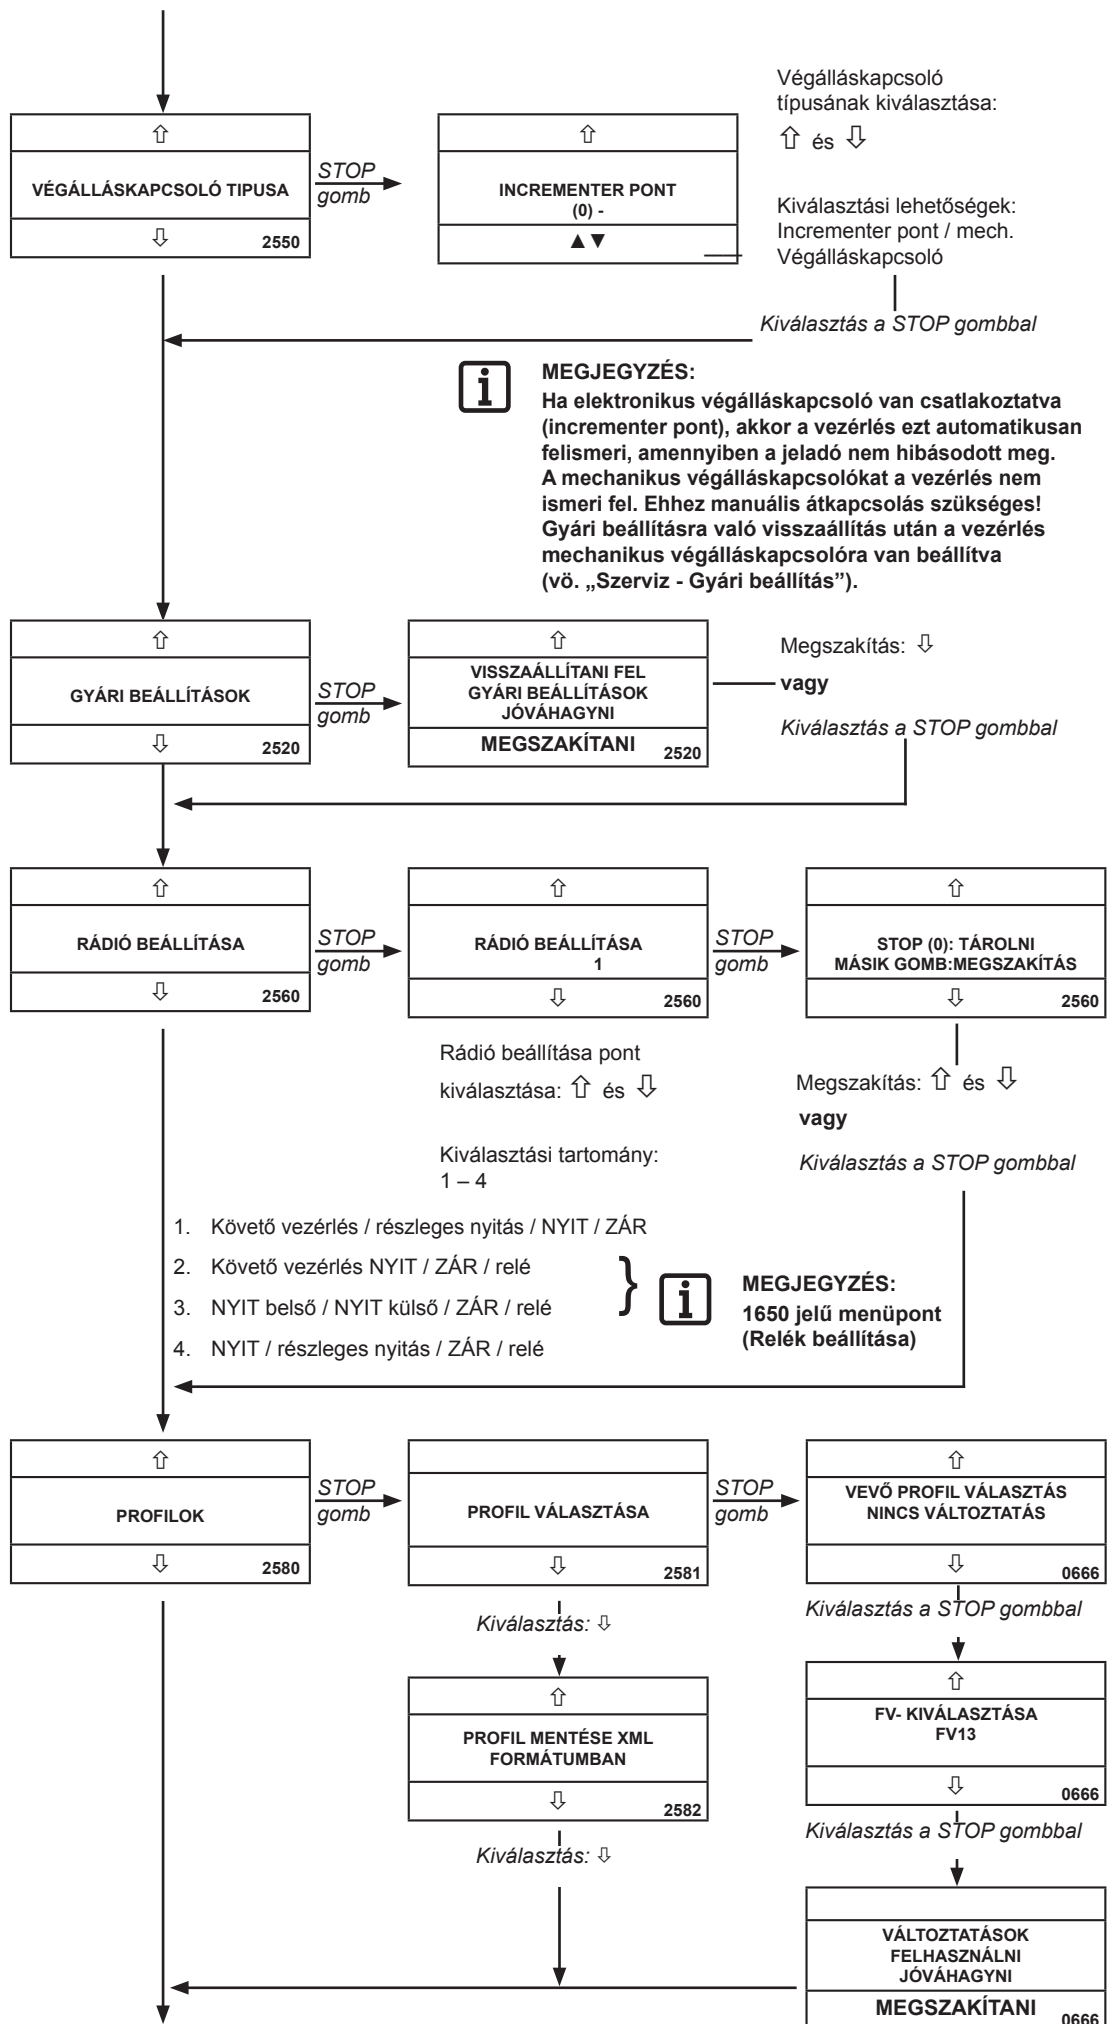 Végálláskapcsoló
típusának kiválasztása:
⇧ és ⇩
⇧
VÉGÁLLÁSKAPCSOLÓ TIPUSA
⇩ 2550
STOP
gomb
⇧
INCREMENTER PONT
(0) -
▲▼
Kiválasztási lehetőségek:
Incrementer pont / mech.
Végálláskapcsoló
Kiválasztás a STOP gombbal
MEGJEGYZÉS:
Ha elektronikus végálláskapcsoló van csatlakoztatva
(incrementer pont), akkor a vezérlés ezt automatikusan
felismeri, amennyiben a jeladó nem hibásodott meg.
A mechanikus végálláskapcsolókat a vezérlés nem
ismeri fel. Ehhez manuális átkapcsolás szükséges!
Gyári beállításra való visszaállítás után a vezérlés
mechanikus végálláskapcsolóra van beállítva
(vö. „Szerviz - Gyári beállítás”).
⇧
GYÁRI BEÁLLÍTÁSOK
⇩ 2520
STOP
gomb
⇧
VISSZAÁLLÍTANI FEL
GYÁRI BEÁLLÍTÁSOK
JÓVÁHAGYNI
MEGSZAKÍTANI 2520
Megszakítás: ⇩
vagy
Kiválasztás a STOP gombbal
⇧
RÁDIÓ BEÁLLÍTÁSA
⇩ 2560
STOP
gomb
⇧
RÁDIÓ BEÁLLÍTÁSA
1
⇩ 2560
STOP
gomb
⇧
STOP (0): TÁROLNI
MÁSIK GOMB:MEGSZAKÍTÁS
⇩ 2560
Rádió beállítása pont
kiválasztása: ⇧ és ⇩
Kiválasztási tartomány:
1 – 4
Megszakítás: ⇧ és ⇩
vagy
Kiválasztás a STOP gombbal
1. Követő vezérlés / részleges nyitás / NYIT / ZÁR
2. Követő vezérlés NYIT / ZÁR / relé
3. NYIT belső / NYIT külső / ZÁR / relé
4. NYIT / részleges nyitás / ZÁR / relé
MEGJEGYZÉS:
1650 jelű menüpont
(Relék beállítása)
⇧
PROFILOK
⇩ 2580
STOP
gomb
PROFIL VÁLASZTÁSA
⇩ 2581
STOP
gomb
⇧
VEVŐ PROFIL VÁLASZTÁS
NINCS VÁLTOZTATÁS
⇩ 0666
Kiválasztás: ⇩
Kiválasztás a STOP gombbal
⇧
PROFIL MENTÉSE XML
FORMÁTUMBAN
⇩ 2582
⇧
FV- KIVÁLASZTÁSA
FV13
⇩ 0666
Kiválasztás: ⇩
Kiválasztás a STOP gombbal
VÁLTOZTATÁSOK
FELHASZNÁLNI
JÓVÁHAGYNI
MEGSZAKÍTANI 0666